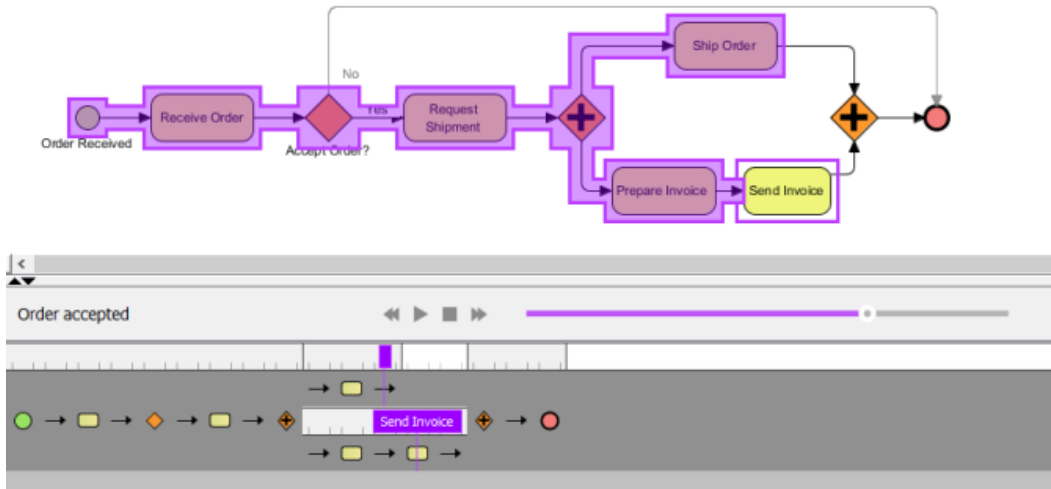 Ship Order
No
Receive Order
Yes
Request
Shipment
Order Received
Accept Order?
Prepare Invoice
Send Invoice
Order accepted
Send Invoice